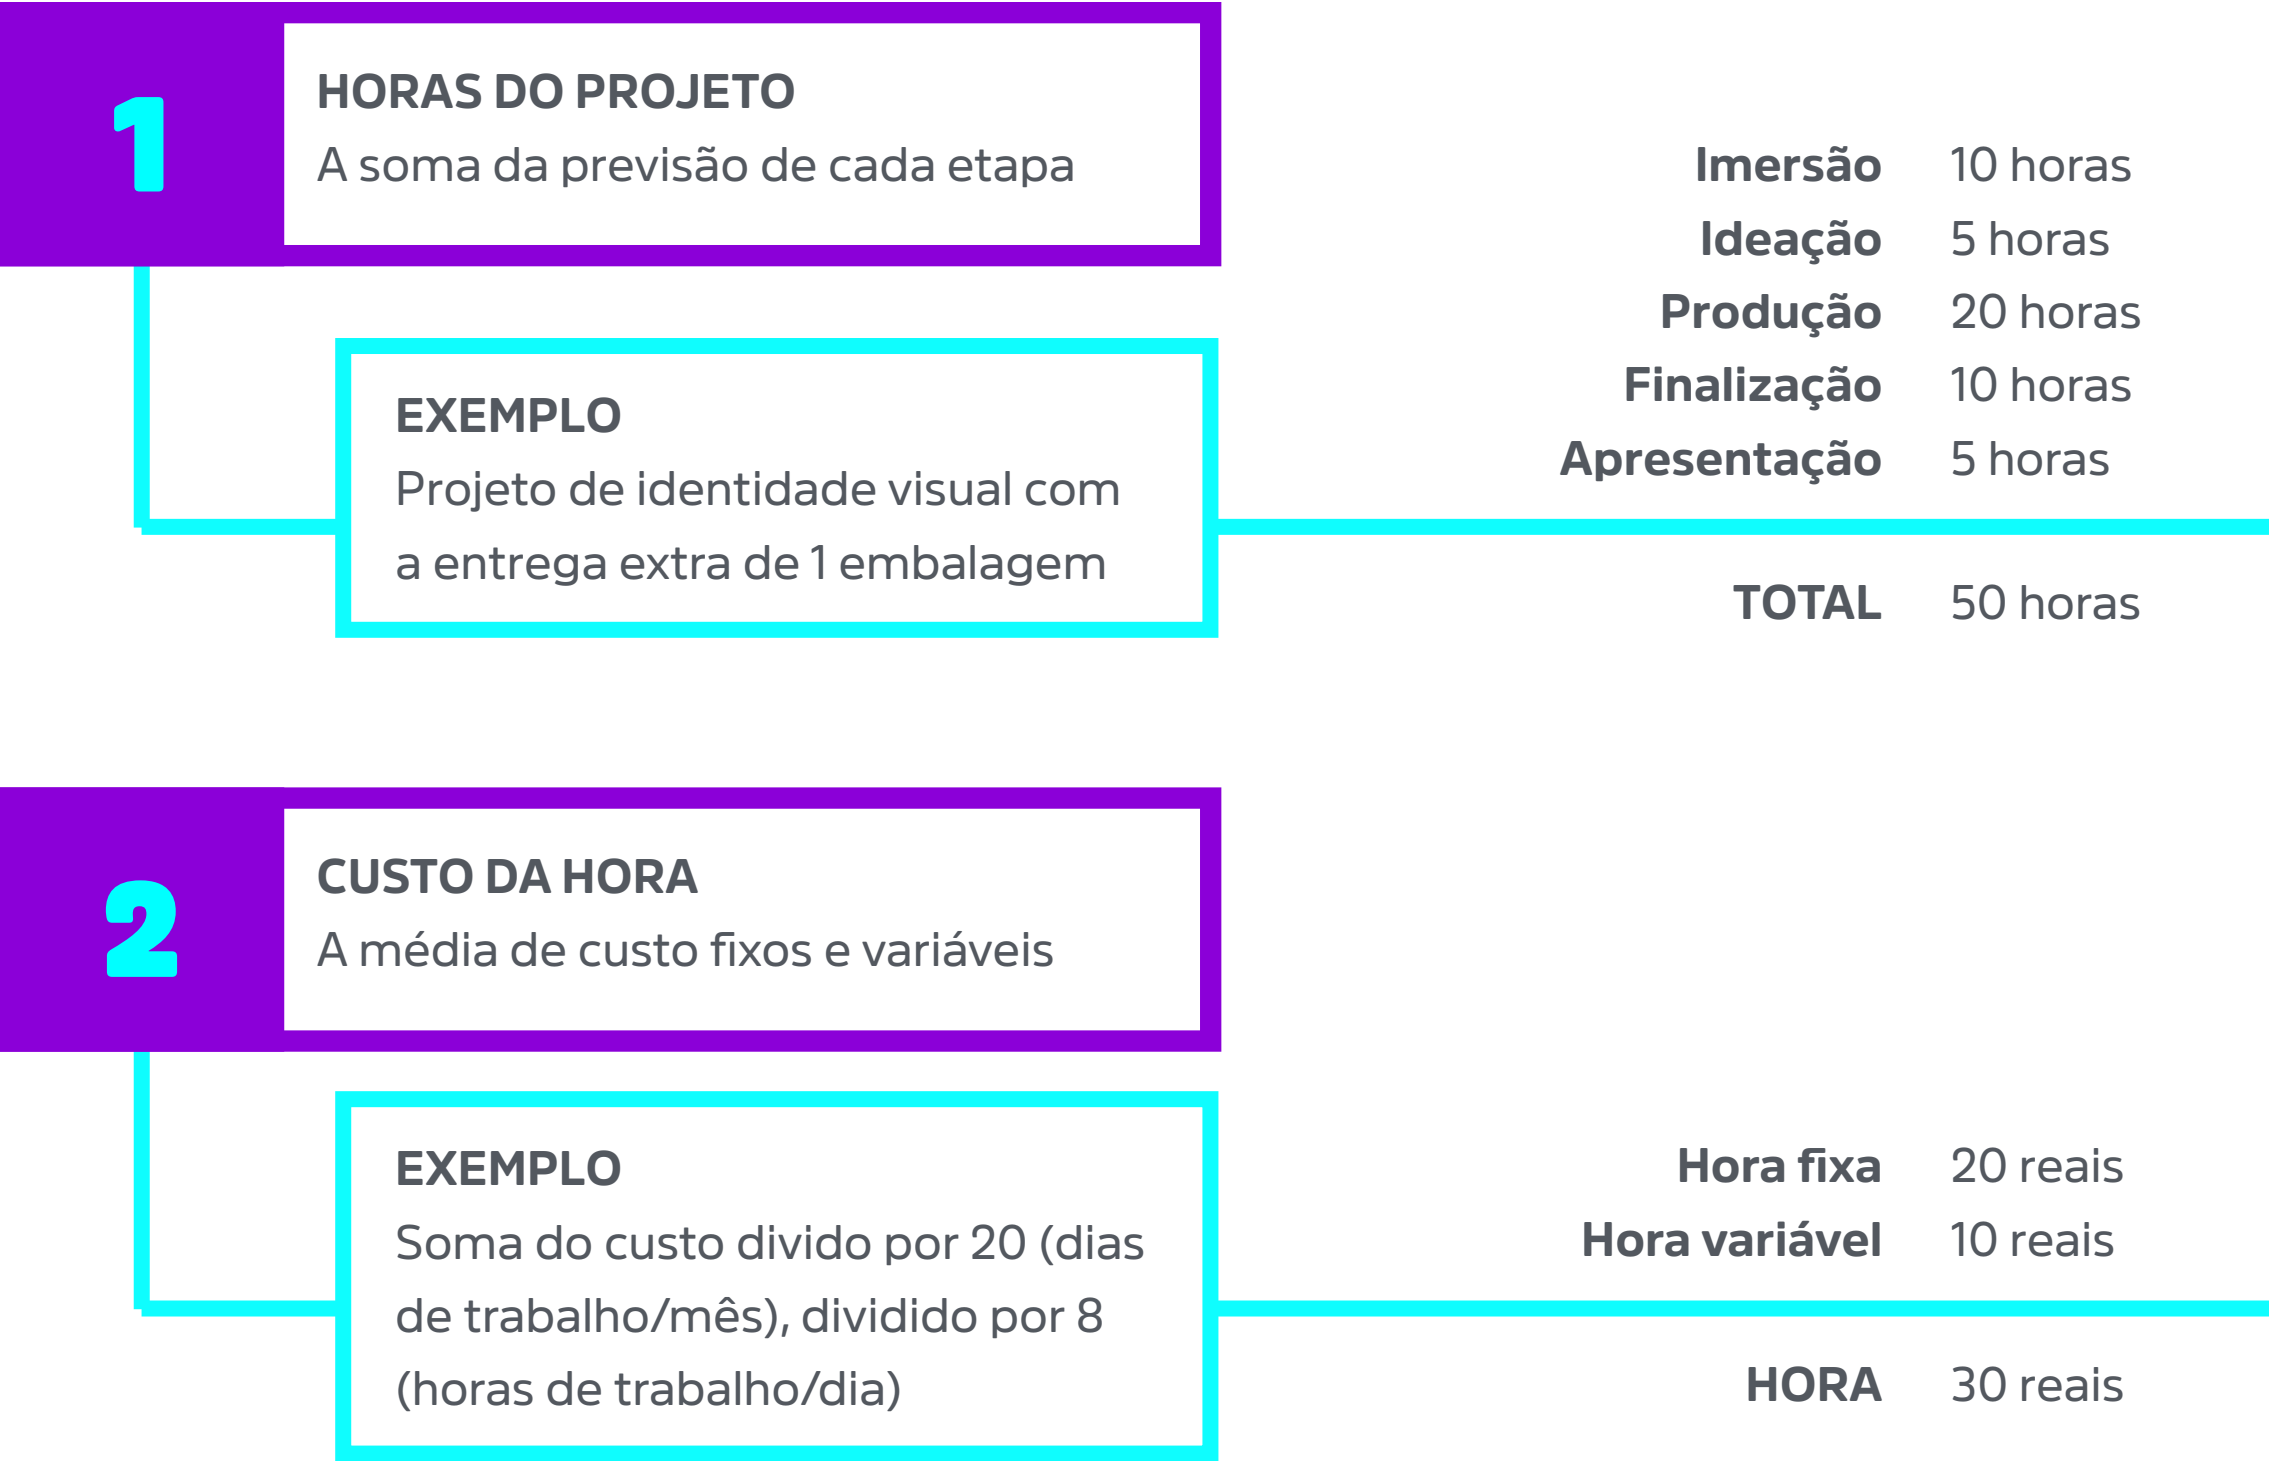 1
HORAS DO PROJETO
A soma da previsão de cada etapa
EXEMPLO
Projeto de identidade visual com
a entrega extra de 1 embalagem
Imersão 10 horas
Ideação 5 horas
Produção 20 horas
Finalização 10 horas
Apresentação 5 horas
TOTAL 50 horas
2
CUSTO DA HORA
A média de custo fixos e variáveis
EXEMPLO
Soma do custo divido por 20 (dias
de trabalho/mês), dividido por 8
(horas de trabalho/dia)
Hora fixa 20 reais
Hora variável 10 reais
HORA 30 reais